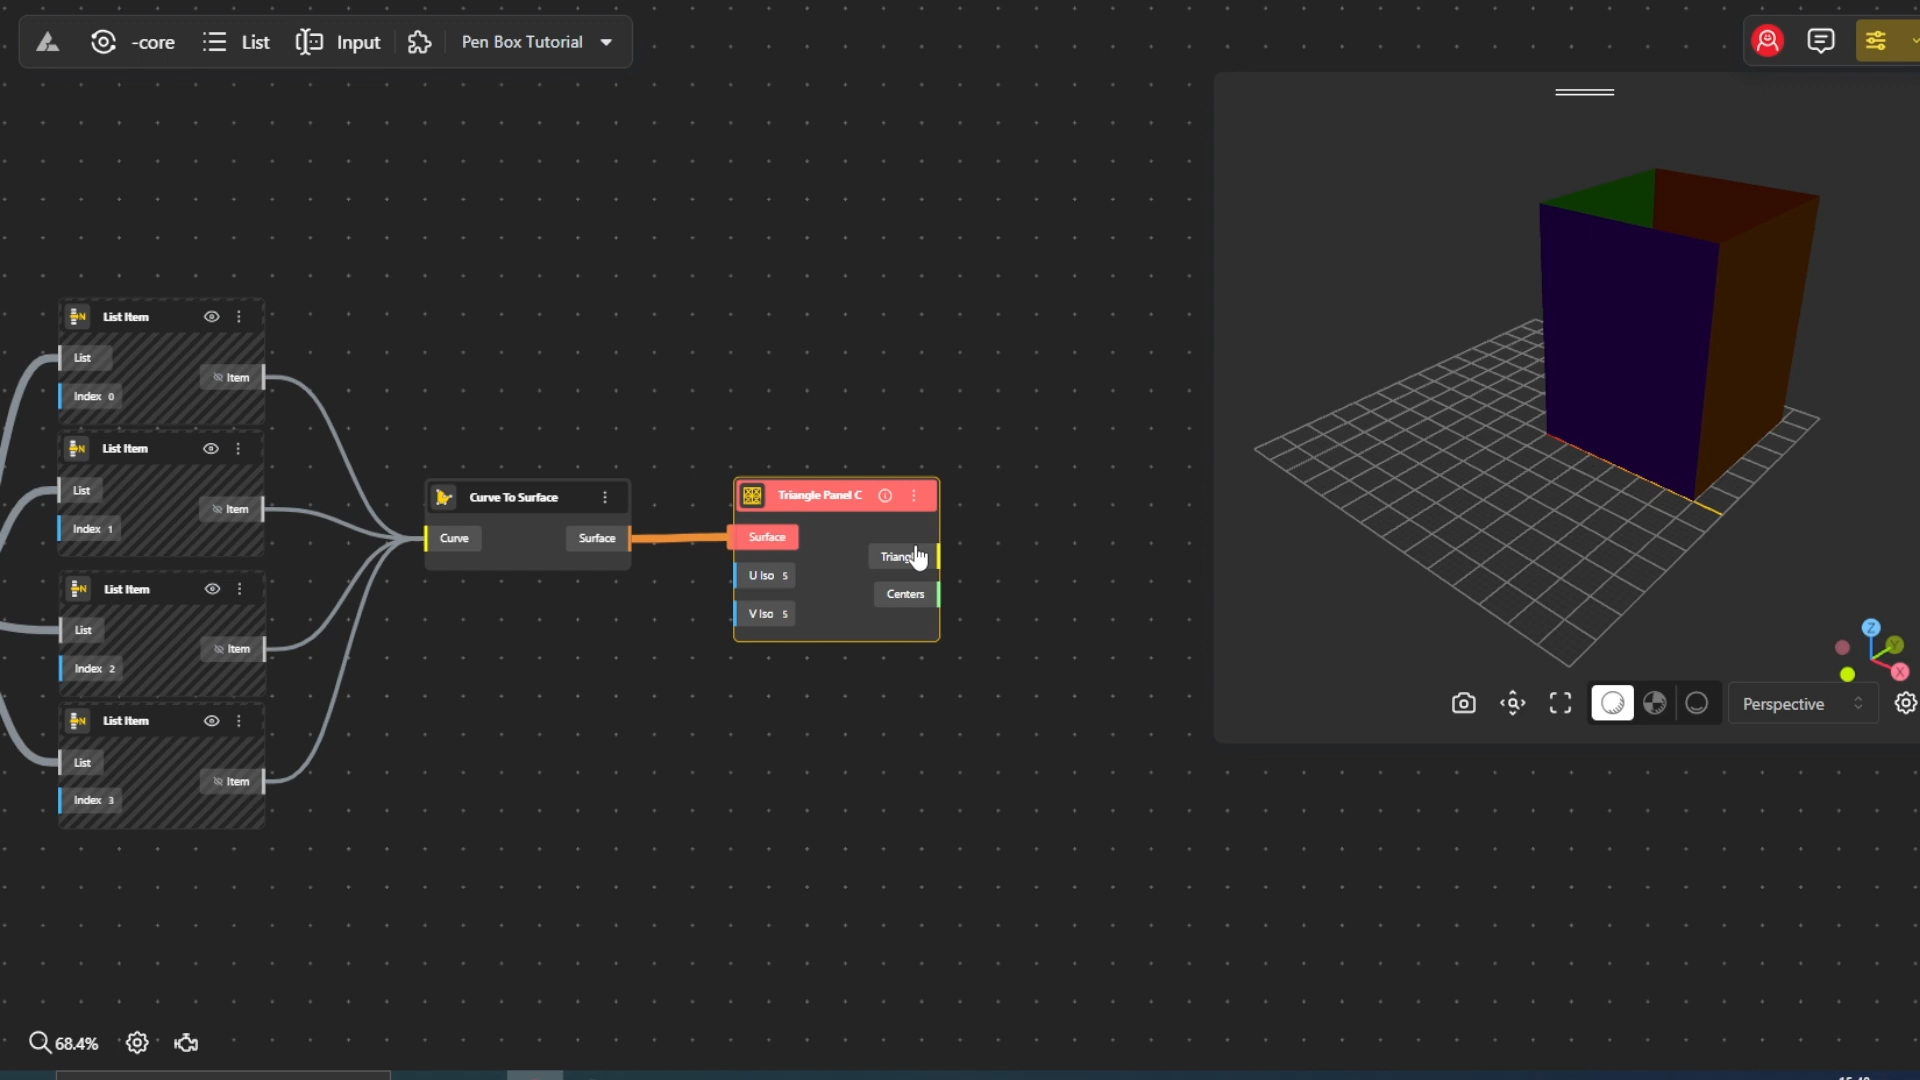 -core List Input Pen Box Tutorial
List Item
List
Item
Index 0
List Item
List
Item
Index 1
List Item
List
Item
Index 2
List Item
List
Item
Index 3
Curve To Surface
Curve Surface
Triangle Panel C
Surface
U Iso 5
Centers
V Iso 5
Z
X
Perspective
68.4%